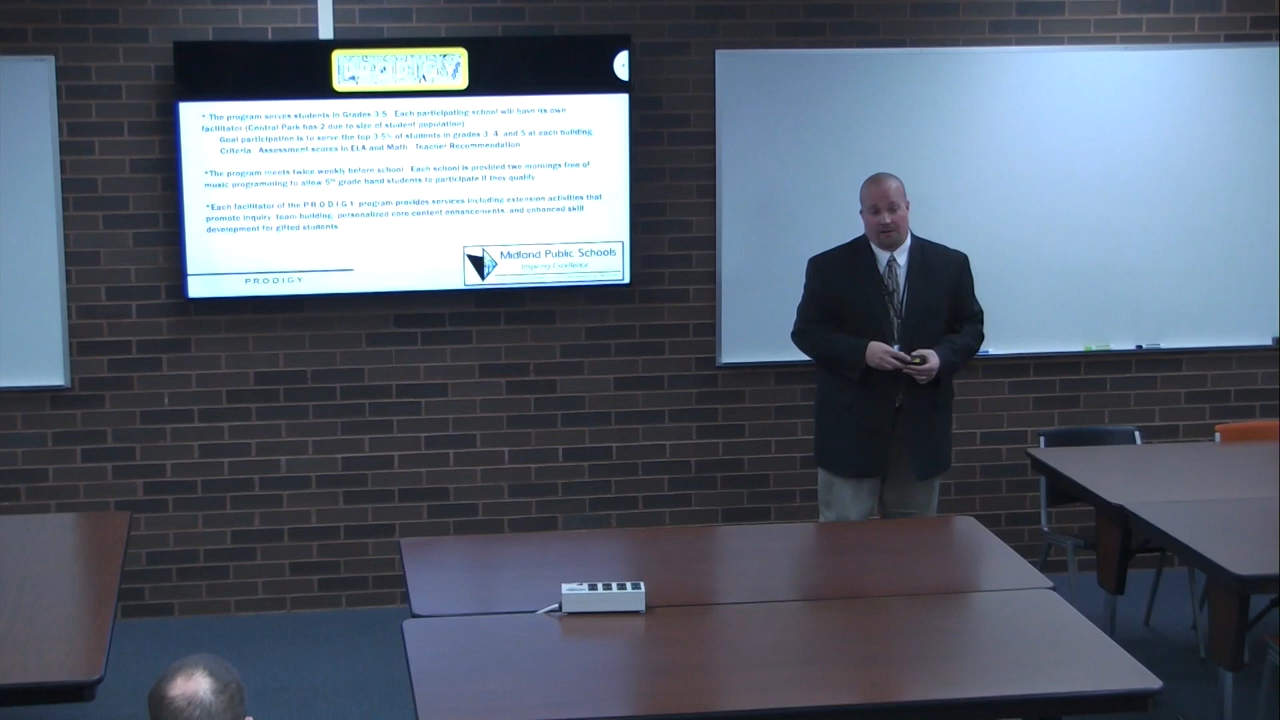 PRODIGY
* The program serves students in Grades 3-5. Each participating school will have its own
facilitator (Central Park has 2 due to size of student population)
Goal participation is to serve the top 3-5% of students in grades 3, 4, and 5 at each building.
Criteria: Assessment scores in ELA and Math, Teacher Recommendation
*The program meets twice weekly before school. Each school is provided two mornings free of
music programming to allow 5th grade band students to participate if they qualify.
*Each facilitator of the P.R.O.D.I.G.Y. program provides services including extension activities that
promote inquiry, team building, personalized core content enhancements, and enhanced skill
development for gifted students.
Midland Public Schools
Inspiring Excellence
PRODIGY